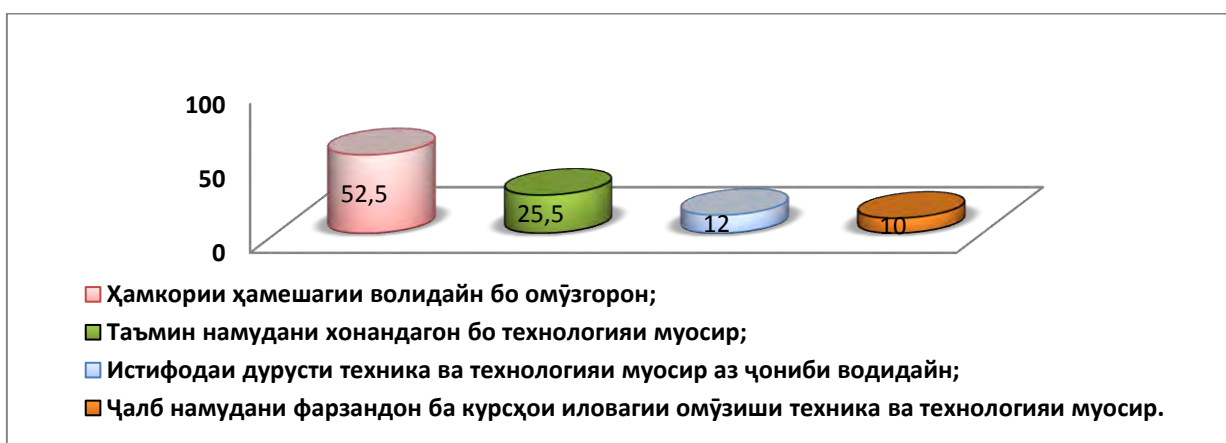 100
50
0
52,5
25,5
12
10
Ҳамкории ҳамешагии волидайн бо омӯзгорон;
Таъмин намудани хонандагон бо технологияи муосир;
Истифодаи дурусти техника ва технологияи муосир аз ҷониби водидайн;
Ҷалб намудани фарзандон ба курсҳои иловагии омӯзиши техника ва технологияи муосир.